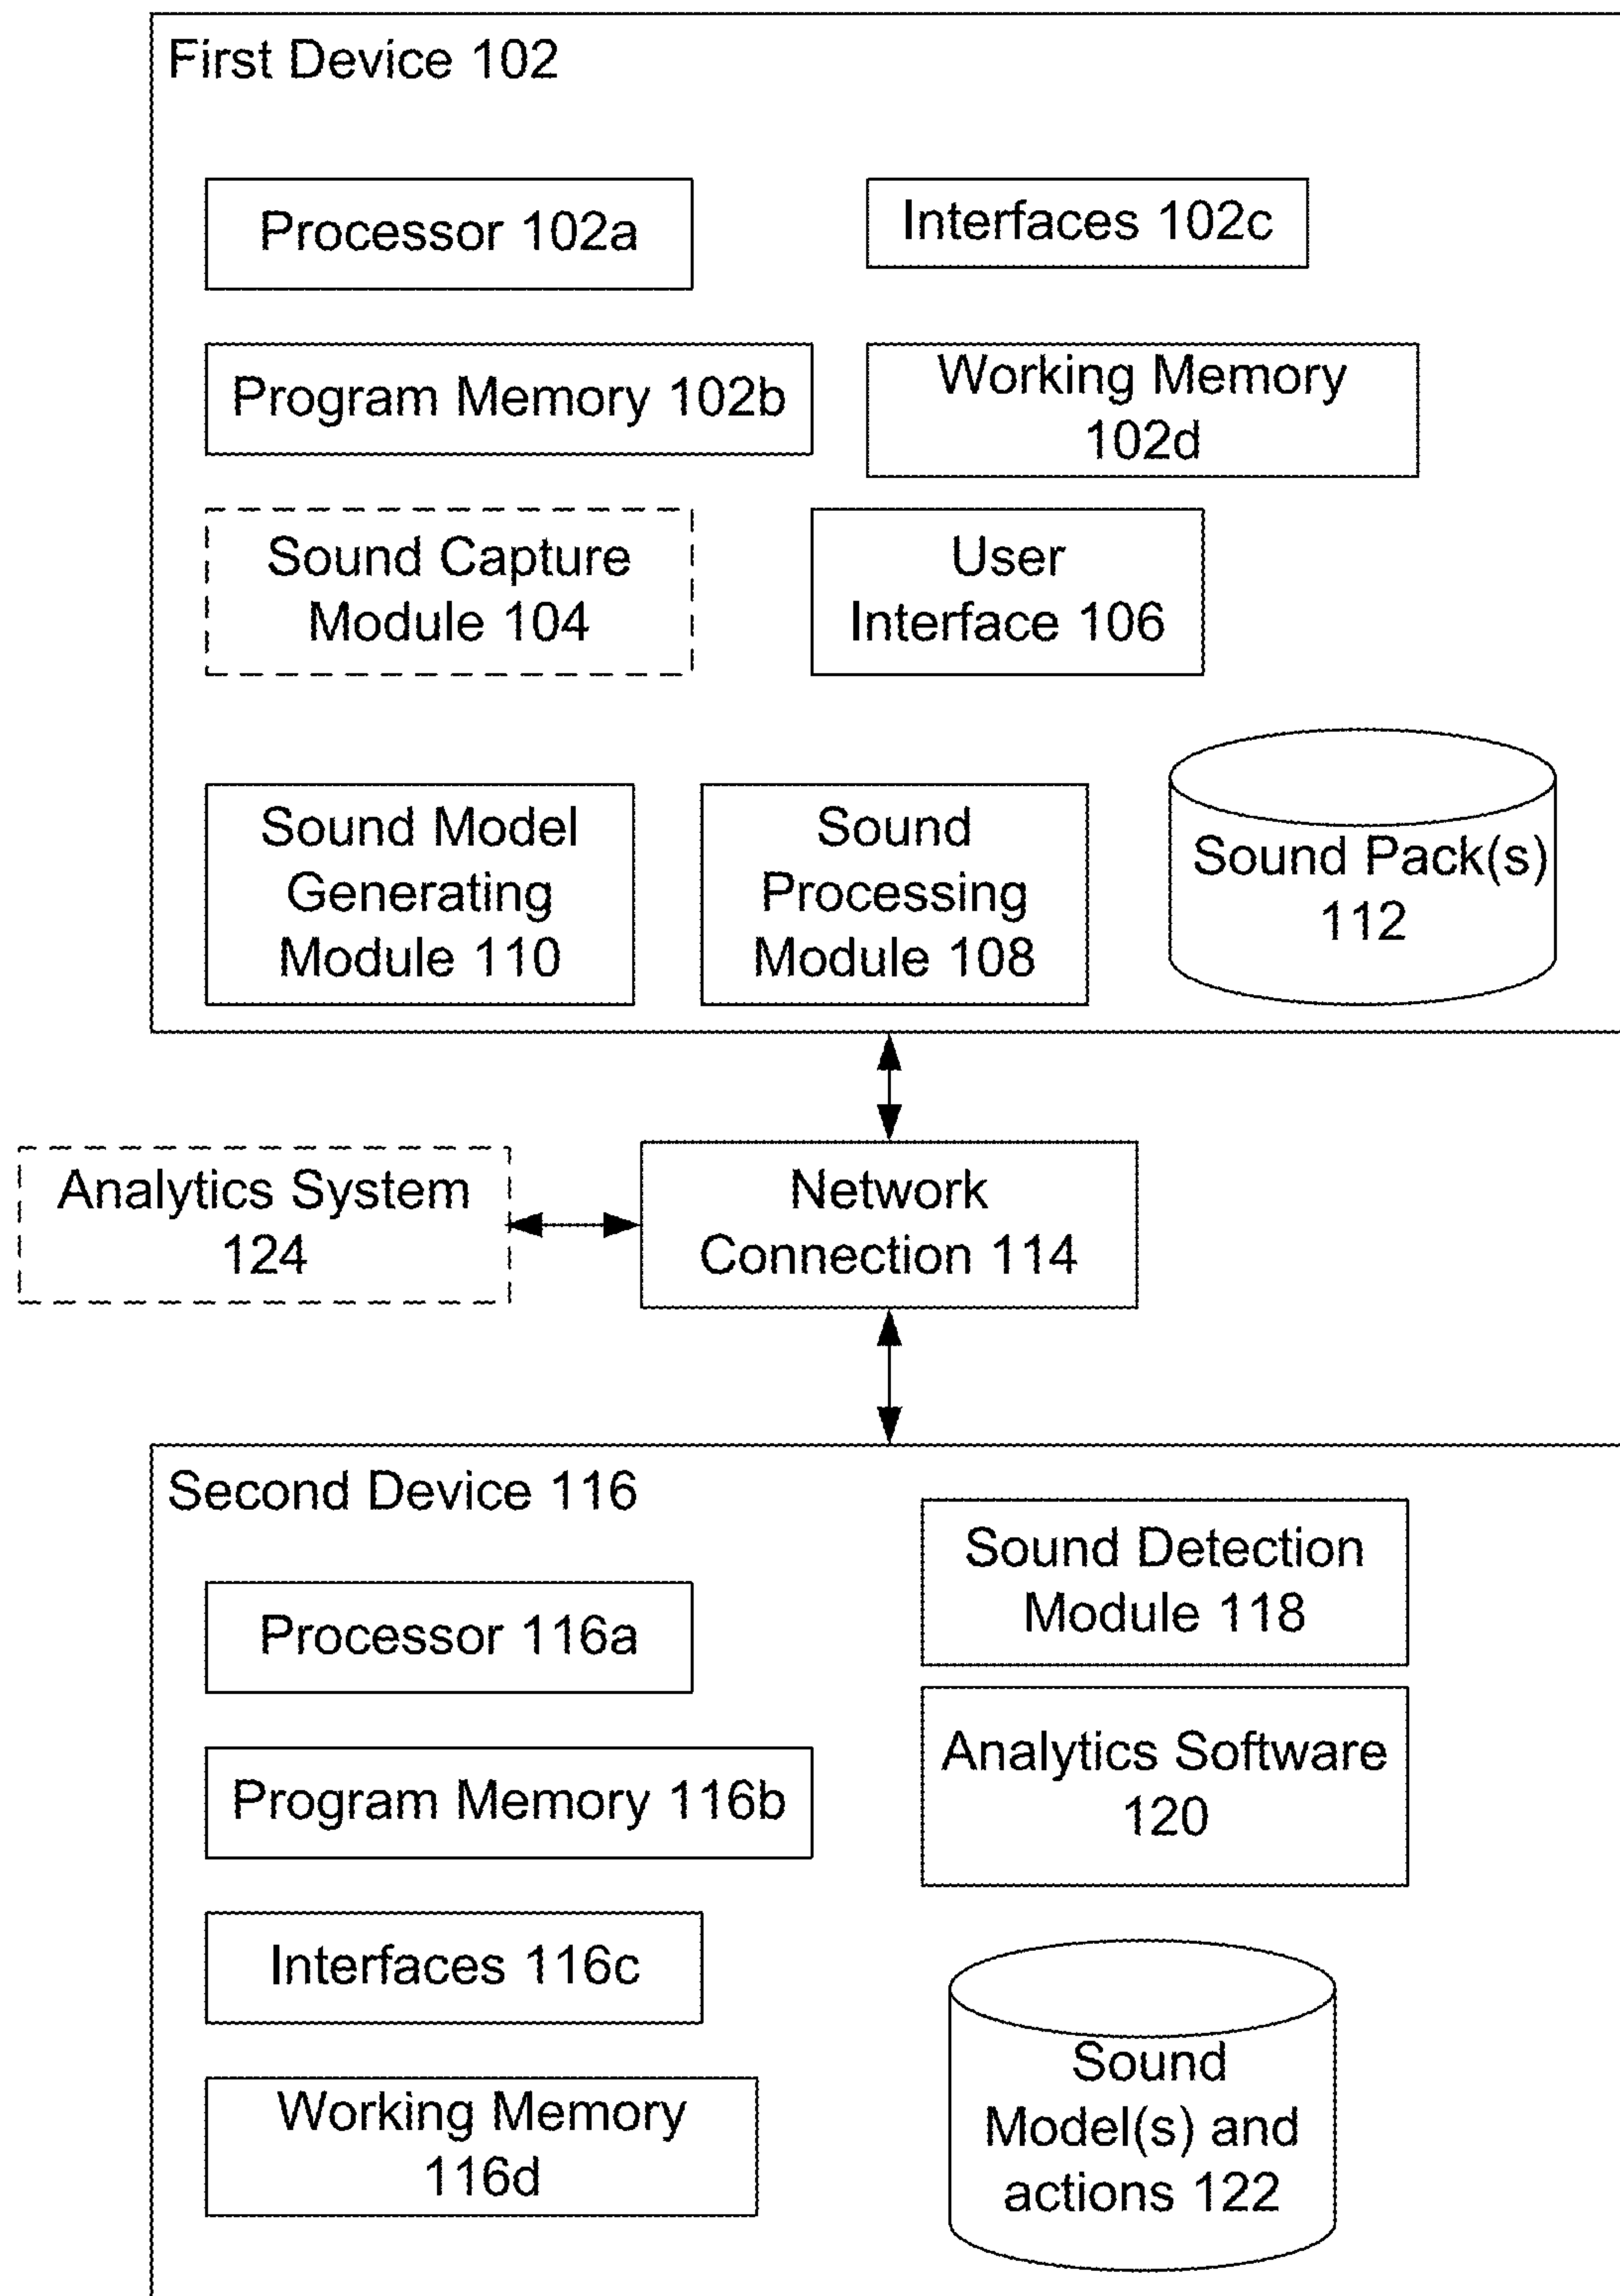 First Device 102
Processor 102a
Interfaces 102c
Program Memory 102b
Working Memory
102d
Sound Capture
Module 104
User
Interface 106
Sound Model
Generating
Module 110
Sound
Processing
Module 108
Sound Pack(s)
112
Analytics System
124
Network
Connection 114
Second Device 116
Sound Detection
Module 118
Processor 116a
Analytics Software
120
Program Memory 116b
Interfaces 116c
Working Memory
116d
Sound
Model(s) and
actions 122